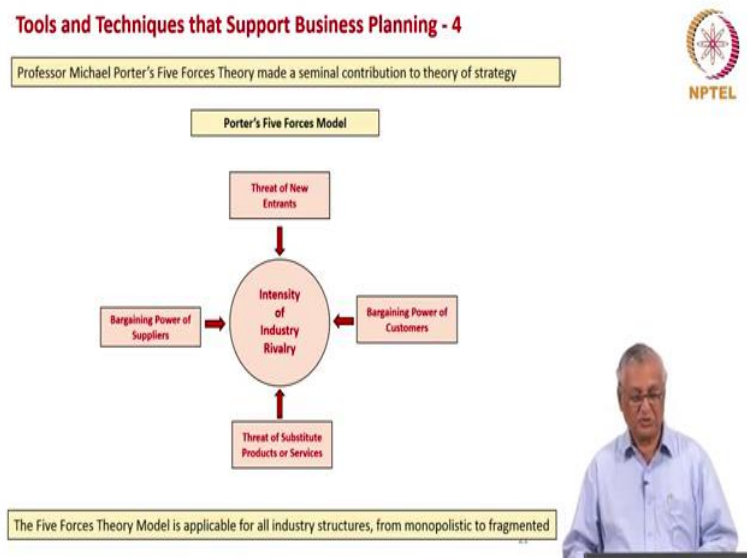 Tools and Techniques that Support Business Planning - 4
NPTEL
Professor Michael Porter's Five Forces Theory made a seminal contribution to theory of strategy
Porter's Five Forces Model
Threat of New
Entrants
Intensity
of
Industry
Rivalry
Bargaining Power of
Suppliers
Bargaining Power of
Customers
Threat of Substitute
Products or Services
The Five Forces Theory Model is applicable for all industry structures, from monopolistic to fragmented